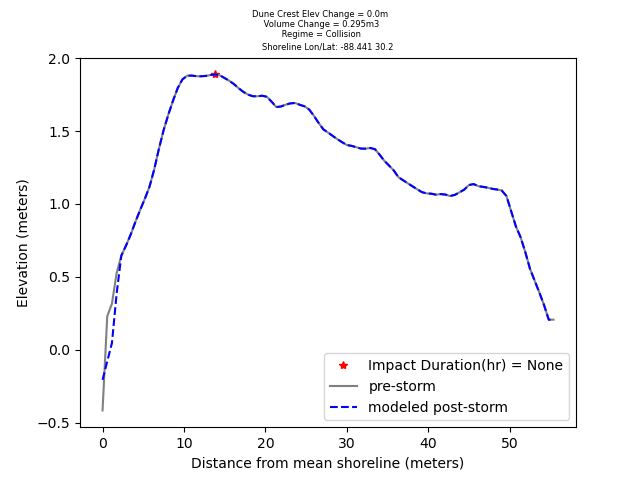 Dune Crest Elev Change = 0.0m
Volume Change = 0.295m3
Regime = Collision
Shoreline Lon/Lat: -88.441 30.2
2.0
1.5
1.0
0.5
0.0
−0.5
Elevation (meters)
Impact Duration(hr) = None
pre-storm
modeled post-storm
0
10
20
30
40
50
Distance from mean shoreline (meters)